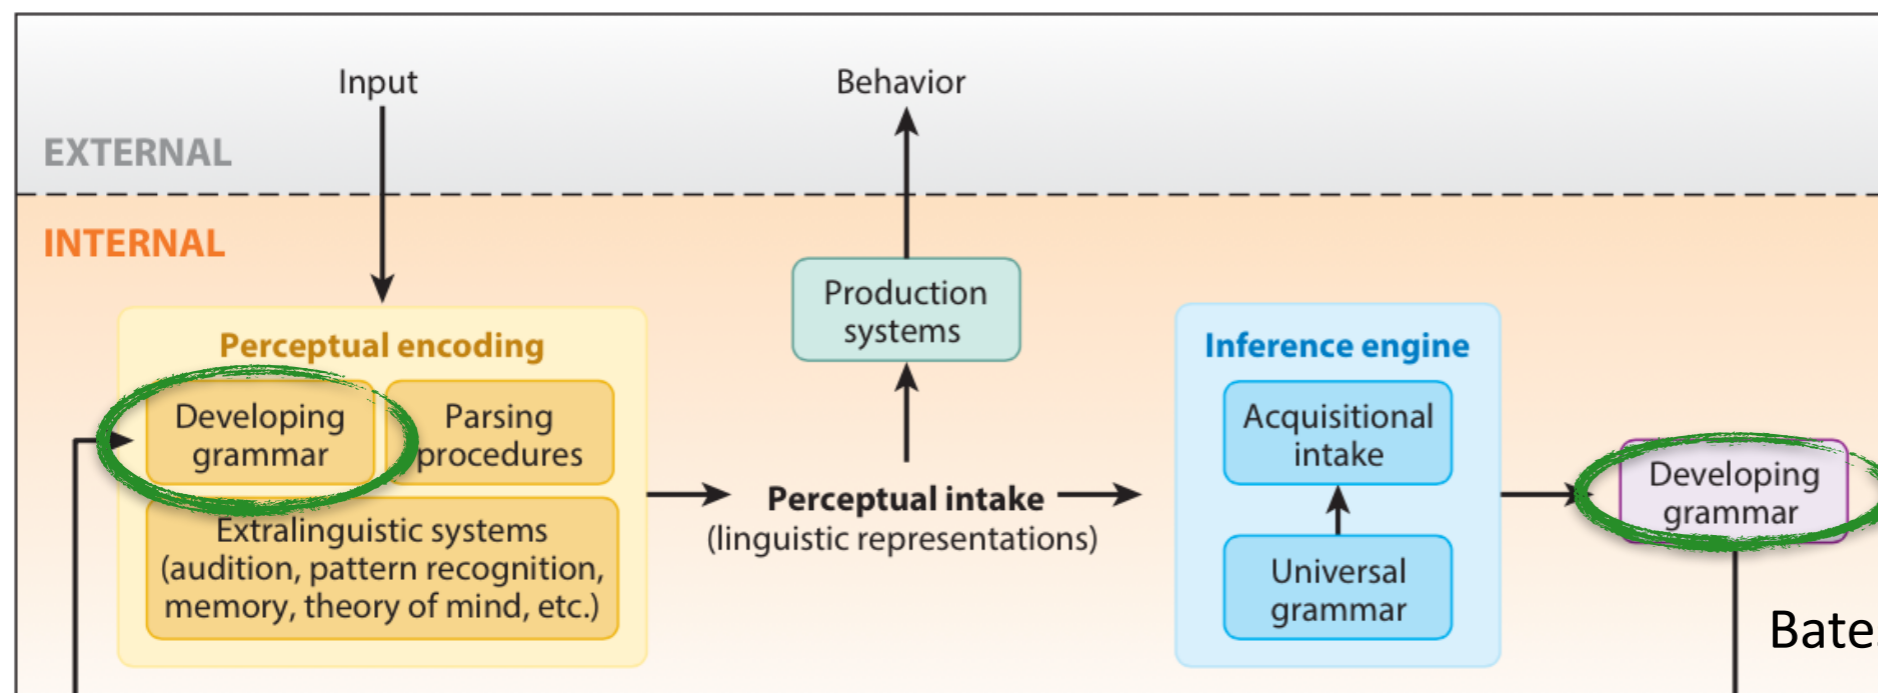 Input
Behavior
EXTERNAL
INTERNAL
Production
systems
Perceptual encoding
Developing
grammar
Parsing
procedures
Extralinguistic systems
(audition, pattern recognition,
memory, theory of mind, etc.)
Perceptual intake
(linguistic representations)
Inference engine
Acquisitional
intake
Universal
grammar
Developing
grammar